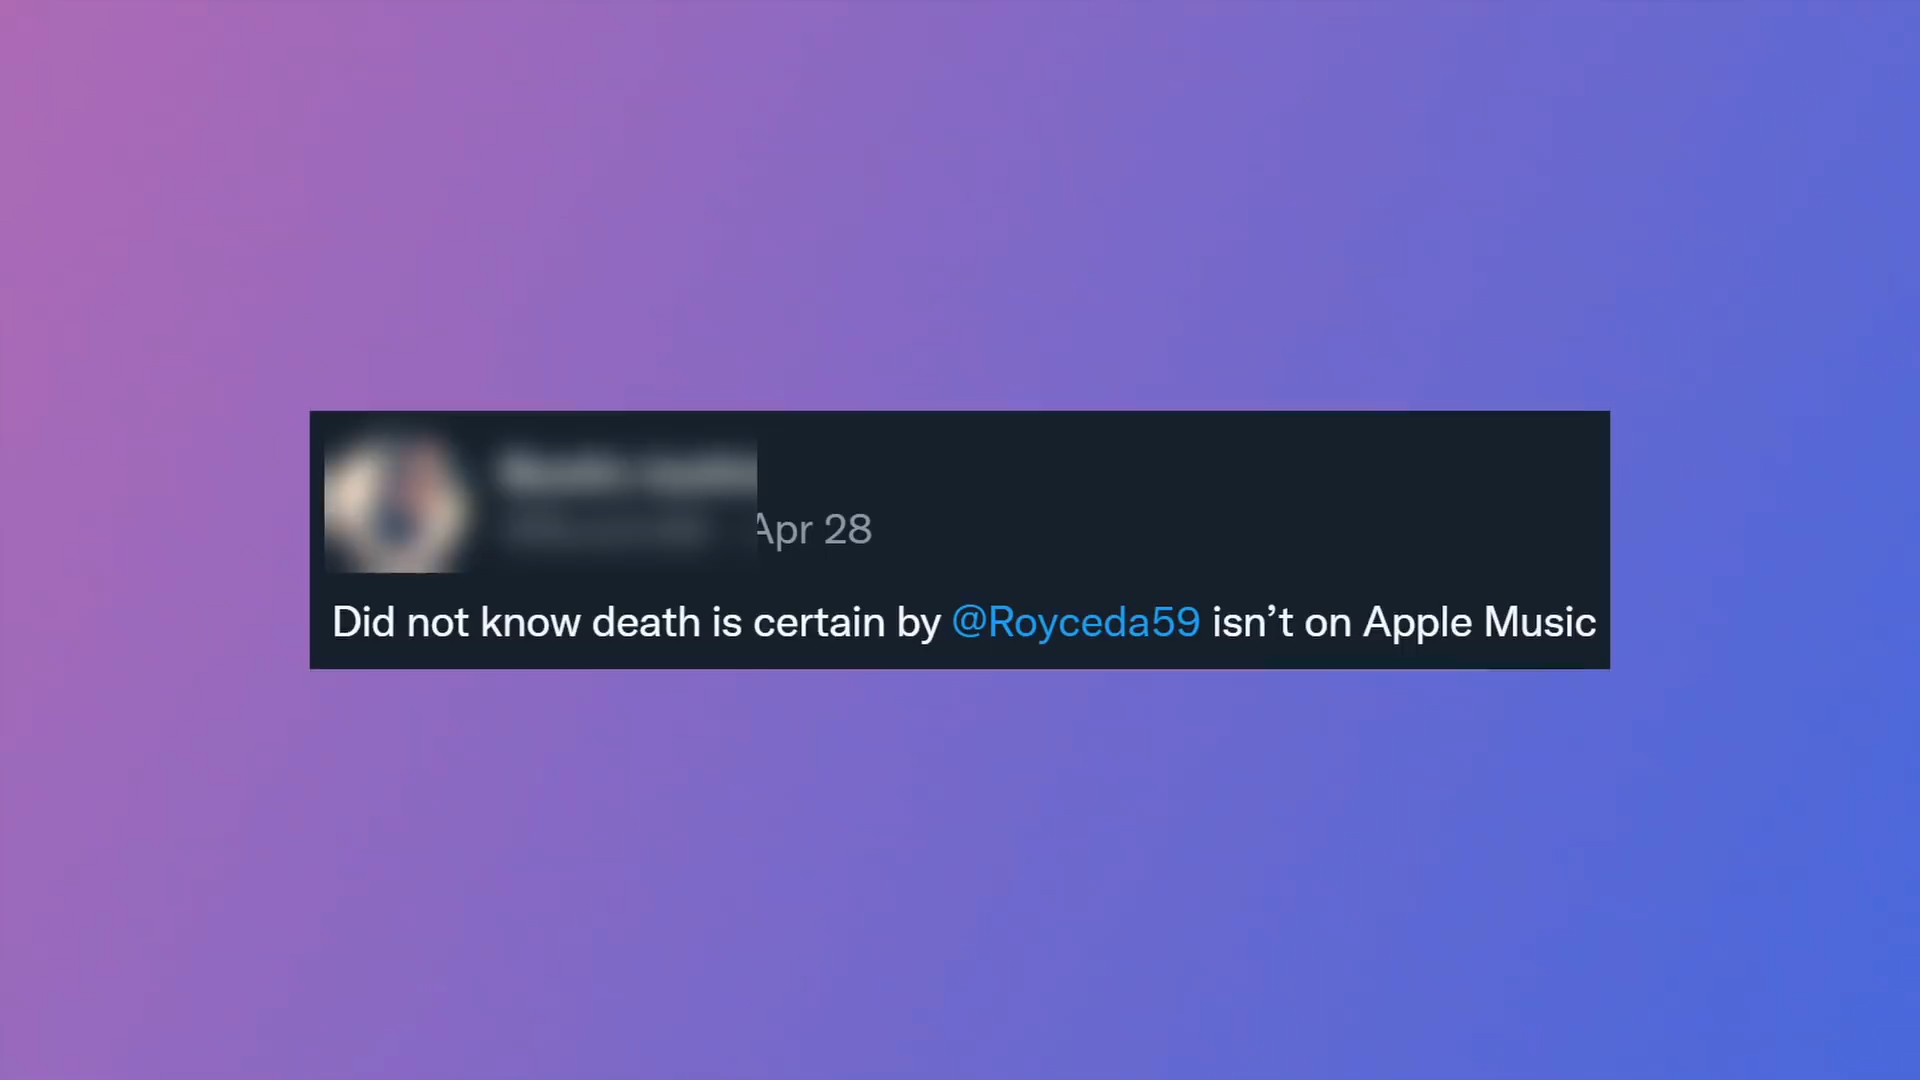 Apr 28
Did not know death is certain by @Royceda59 isn’t on Apple Music